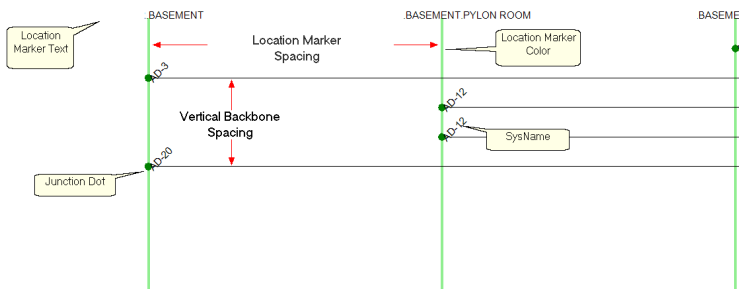 ..BASEMENT
.BASEMENT.PYLON ROOM
.BASEME
Location
Marker Text
Location Marker
Spacing
Location Marker
Color
AD-3
AD-12
Vertical Backbone
Spacing
AD-12
SysName
AD-20
Junction Dot